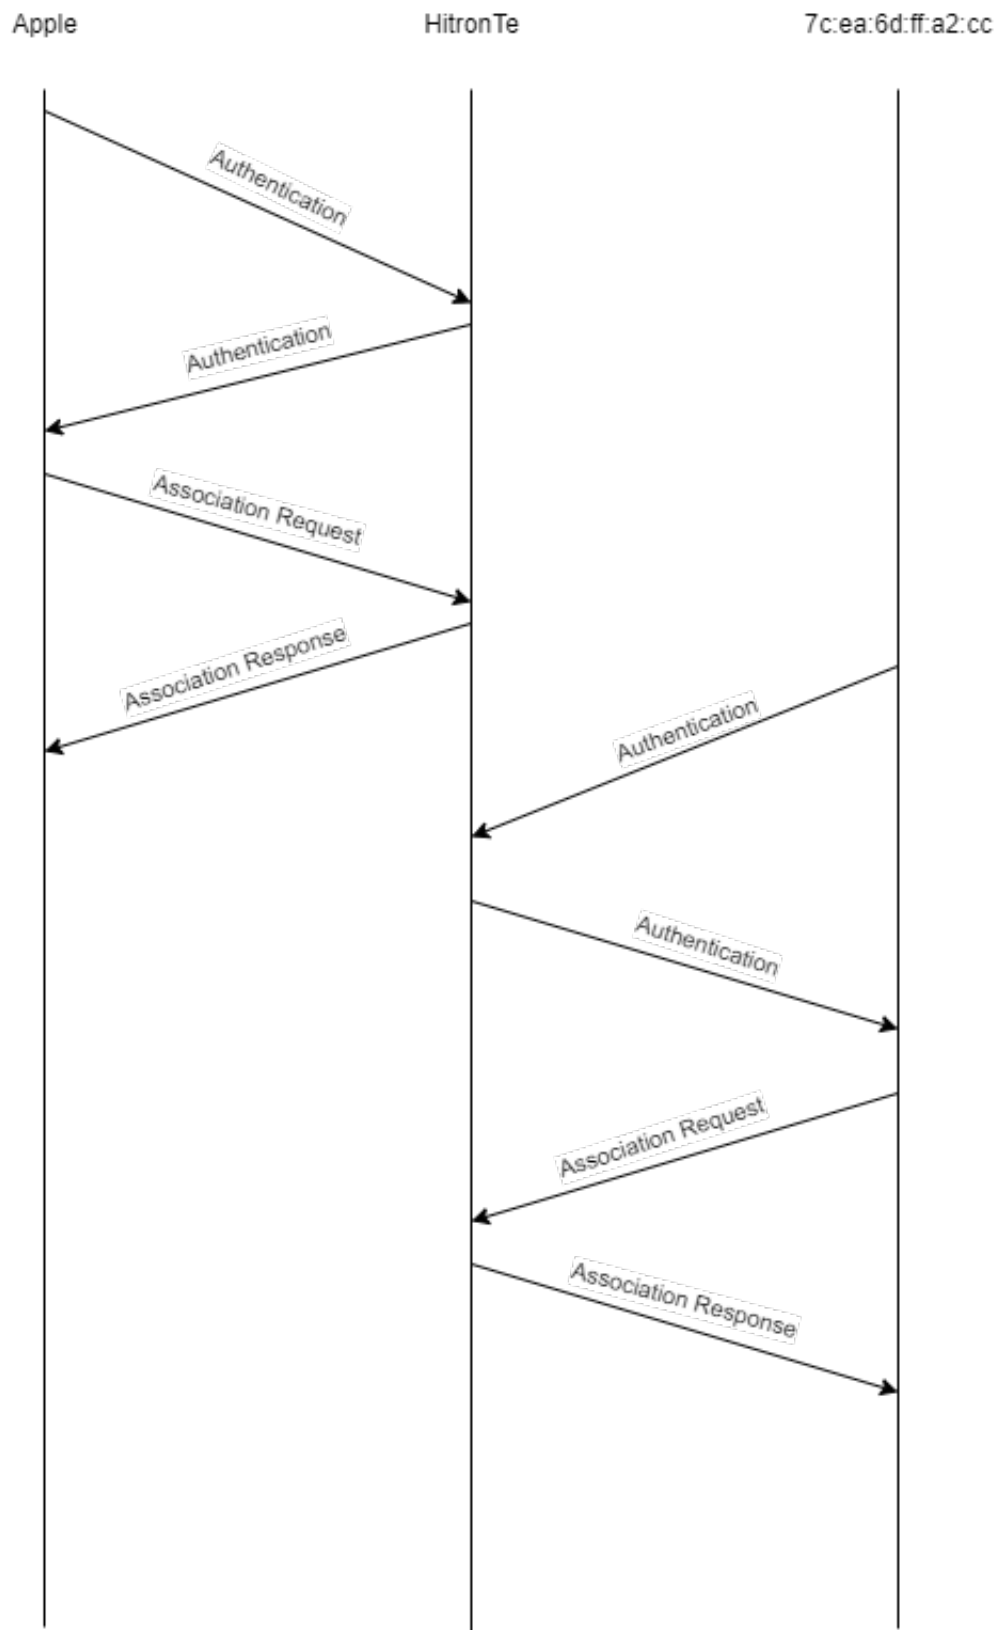 Apple
HitronTe
7c:ea:6d:ff:a2:cc
Authentication
Authentication
Association Request
Association Response
Authentication
Authentication
Association Request
Association Response